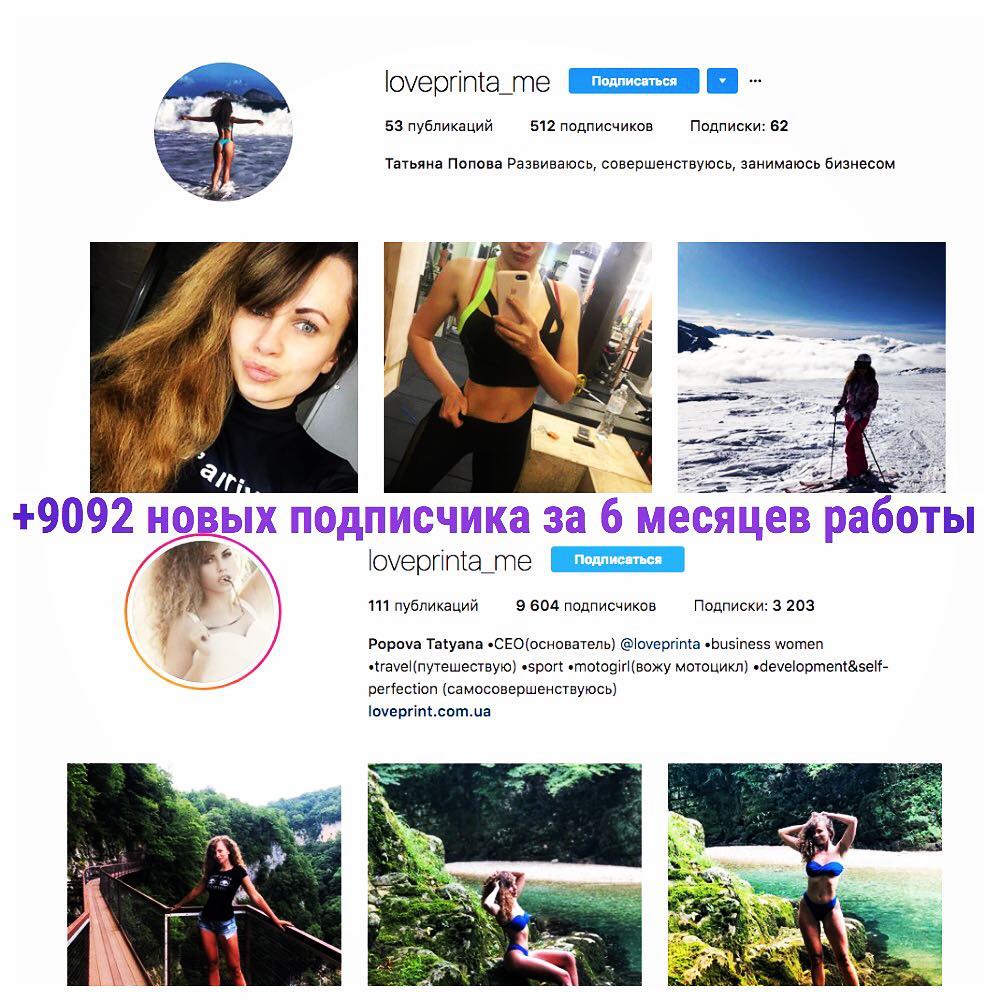 loveprinta_me Подписаться ...
53 публикаций 512 подписчиков Подписки: 62
Татьяна Попова Развиваюсь, совершенствуюсь, занимаюсь бизнесом
+9092 новых подписчика за 6 месяцев работы
loveprinta_me Подписаться
111 публикаций 9 604 подписчиков Подписки: 3 203
Popova Tatyana •CEO(основатель) @loveprinta •business women
•travel(путешествую) •sport •motogirl(вожу мотоцикл) •development&self-
perfection (самосовершенствуюсь)
loveprint.com.ua